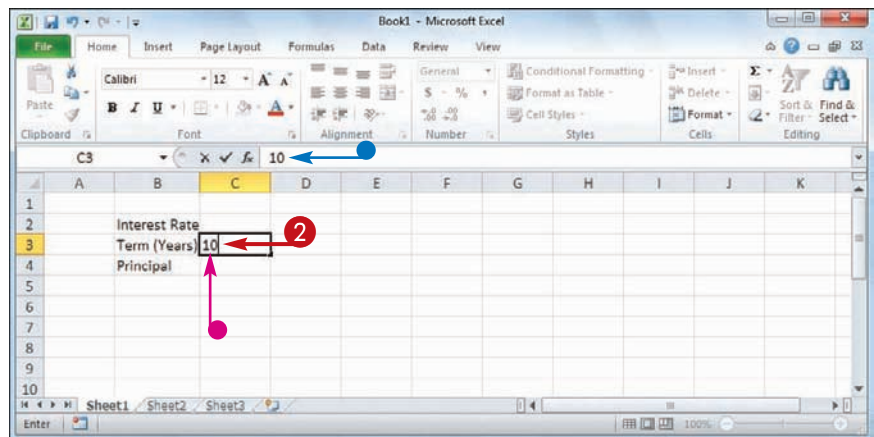 Book1 - Microsoft Excel
File Home Insert Page Layout Formulas Data Review View
Calibri 12 A A General Conditional Formatting Insert Σ
Paste B I U A $ % , Format as Table Delete Sort & Find &
Cell Styles Format Filter Select
Clipboard Font Alignment Number Styles Cells Editing
C3 fx 10
A B C D E F G H I J K
1
2 Interest Rate
3 Term (Years) 10 2
4 Principal
5
6
7
8
9
10
Sheet1 Sheet2 Sheet3
Enter 100%